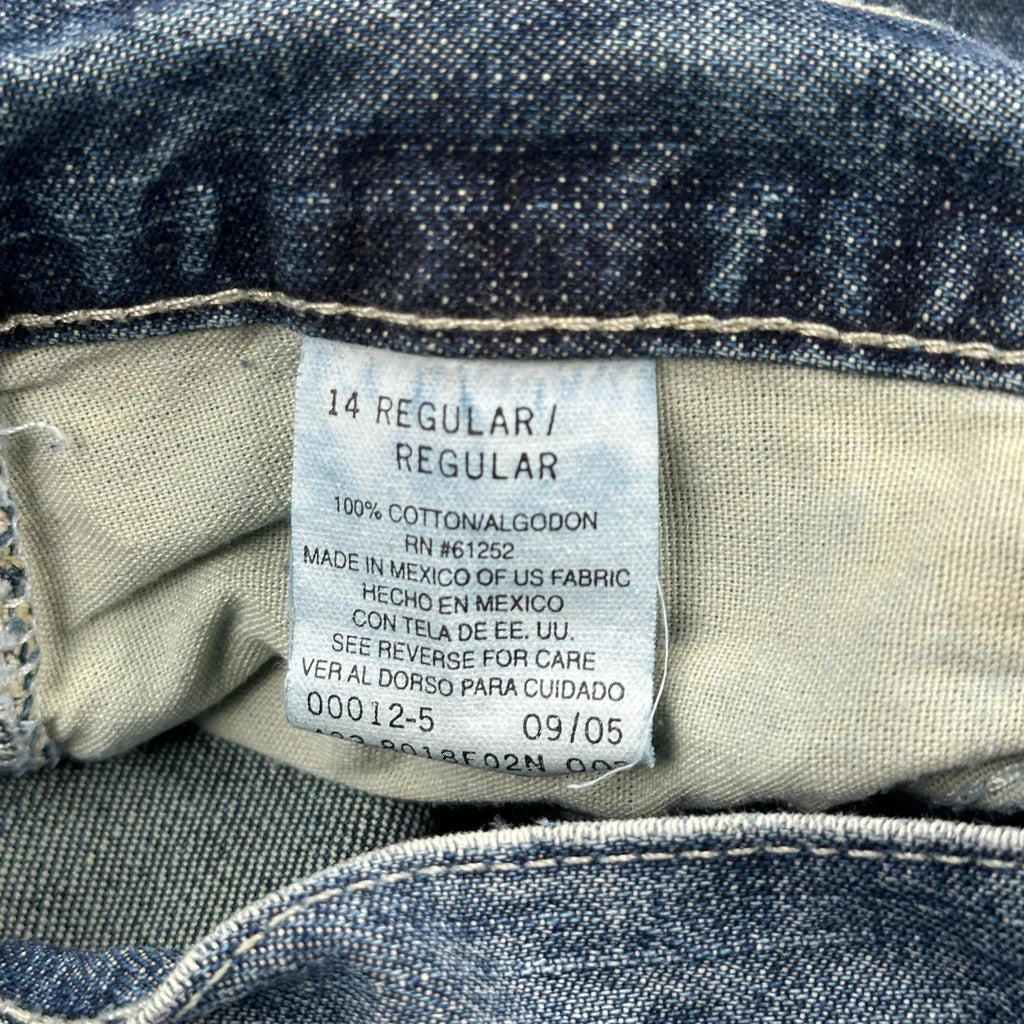 14 REGULAR/
REGULAR
100% COTTON/ALGODON
RN #61252
MADE IN MEXICO OF US FABRIC
HECHO EN MEXICO
CON TELA DE EE. UU.
SEE REVERSE FOR CARE
VER AL DORSO PARA CUIDADO
00012-5 09/05
8018F02N